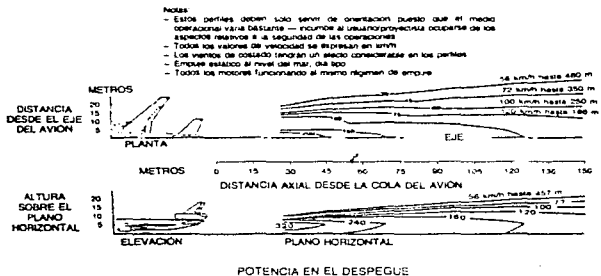 Notas:
- Estos perfiles deben solo servir de orientación puesto que el medio
operacional varía bastante — incumbe al usuario/proyectista ocuparse de los
aspectos relativos a la seguridad de las operaciones
- Todos los valores de velocidad se expresan en km/h
- Los vientos de costado tendrán un efecto considerable en los perfiles
- Empuje estático al nivel del mar, día tipo
- Todos los motores funcionando al mismo régimen de empuje
METROS
20
15
10
5
DISTANCIA
DESDE EL EJE
DEL AVION
PLANTA
56 km/h hasta 460 m
72 km/h hasta 350 m
100 km/h hasta 250 m
EJE
METROS
0 15 30 45 60 75 90 105 120 135 150
DISTANCIA AXIAL DESDE LA COLA DEL AVION
ALTURA
SOBRE EL
PLANO
HORIZONTAL
20
15
10
5
56 km/h hasta 457 m
77
100
120
160
240
ELEVACIÓN
PLANO HORIZONTAL
POTENCIA EN EL DESPEGUE